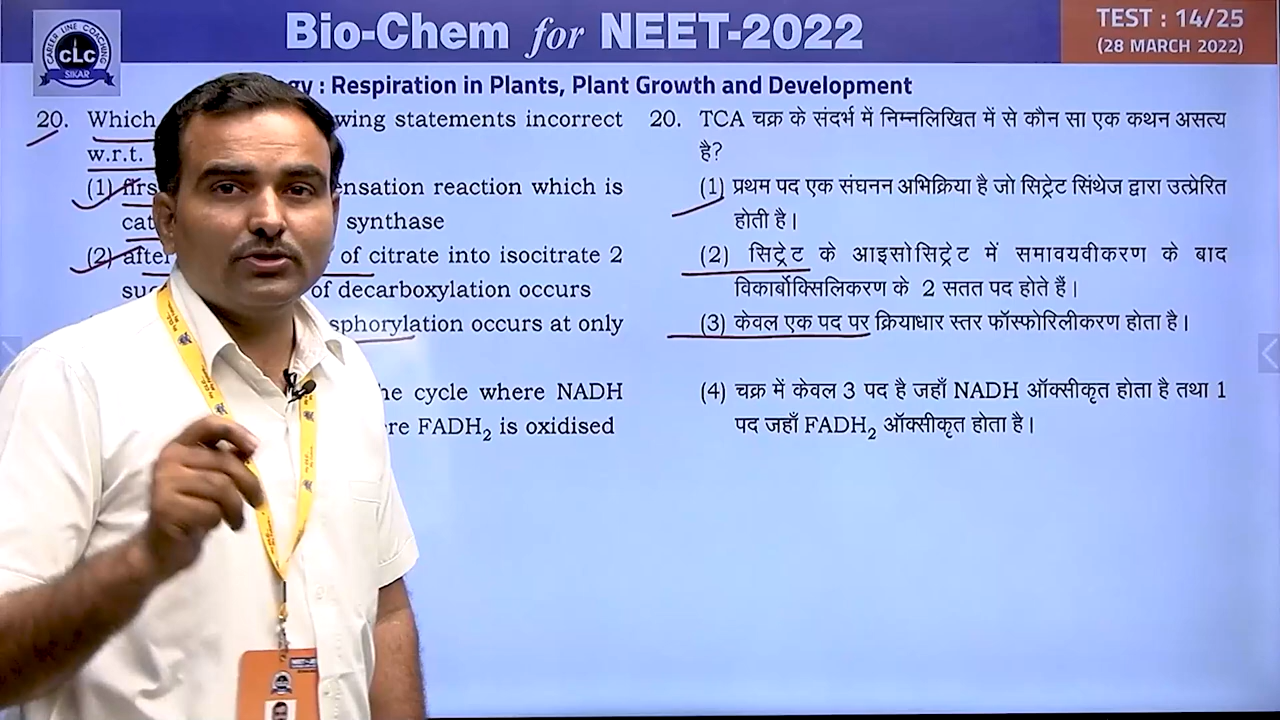 CAREER LINE COACHING
CLC
SIKAR
Bio-Chem for NEET-2022
TEST : 14/25
(28 MARCH 2022)
: Respiration in Plants, Plant Growth and Development
20. Which wing statements incorrect
w.r.t.
(1) firs ensation reaction which is
cat synthase
(2) after of citrate into isocitrate 2
suc of decarboxylation occurs
sphorylation occurs at only
he cycle where NADH
ere FADH₂ is oxidised
20. TCA चक्र के संदर्भ में निम्नलिखित में से कौन सा एक कथन असत्य
है?
(1) प्रथम पद एक संघनन अभिक्रिया है जो सिट्रेट सिंथेज द्वारा उत्प्रेरित
होती है।
(2) सिट्रेट के आइसोसिट्रेट में समावयवीकरण के बाद
विकार्बोक्सिलिकरण के 2 सतत पद होते हैं।
(3) केवल एक पद पर क्रियाधार स्तर फॉस्फोरिलीकरण होता है।
(4) चक्र में केवल 3 पद है जहाँ NADH ऑक्सीकृत होता है तथा 1
पद जहाँ FADH₂ ऑक्सीकृत होता है।